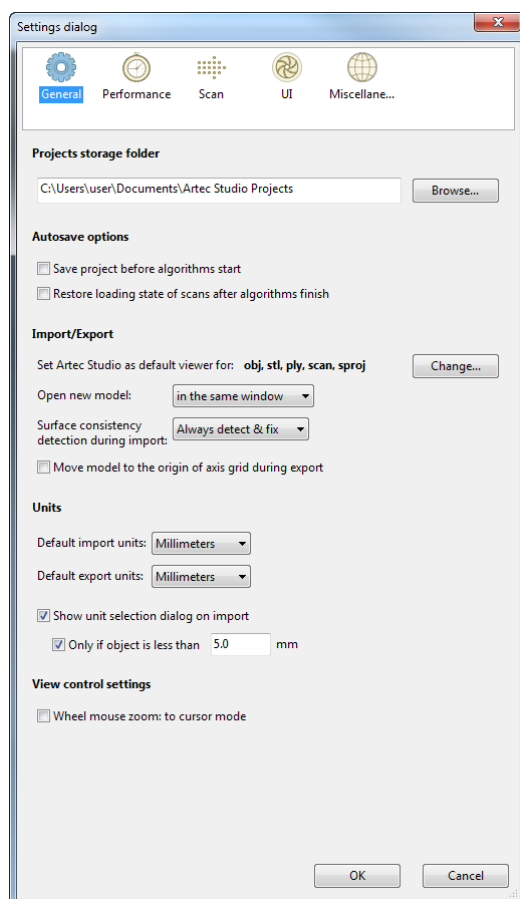 Settings dialog
General Performance Scan UI Miscellane...
Projects storage folder
C:\Users\user\Documents\Artec Studio Projects Browse...
Autosave options
Save project before algorithms start
Restore loading state of scans after algorithms finish
Import/Export
Set Artec Studio as default viewer for: obj, stl, ply, scan, sproj Change...
Open new model: in the same window
Surface consistency
detection during import: Always detect & fix
Move model to the origin of axis grid during export
Units
Default import units: Millimeters
Default export units: Millimeters
Show unit selection dialog on import
Only if object is less than 5.0 mm
View control settings
Wheel mouse zoom: to cursor mode
OK Cancel